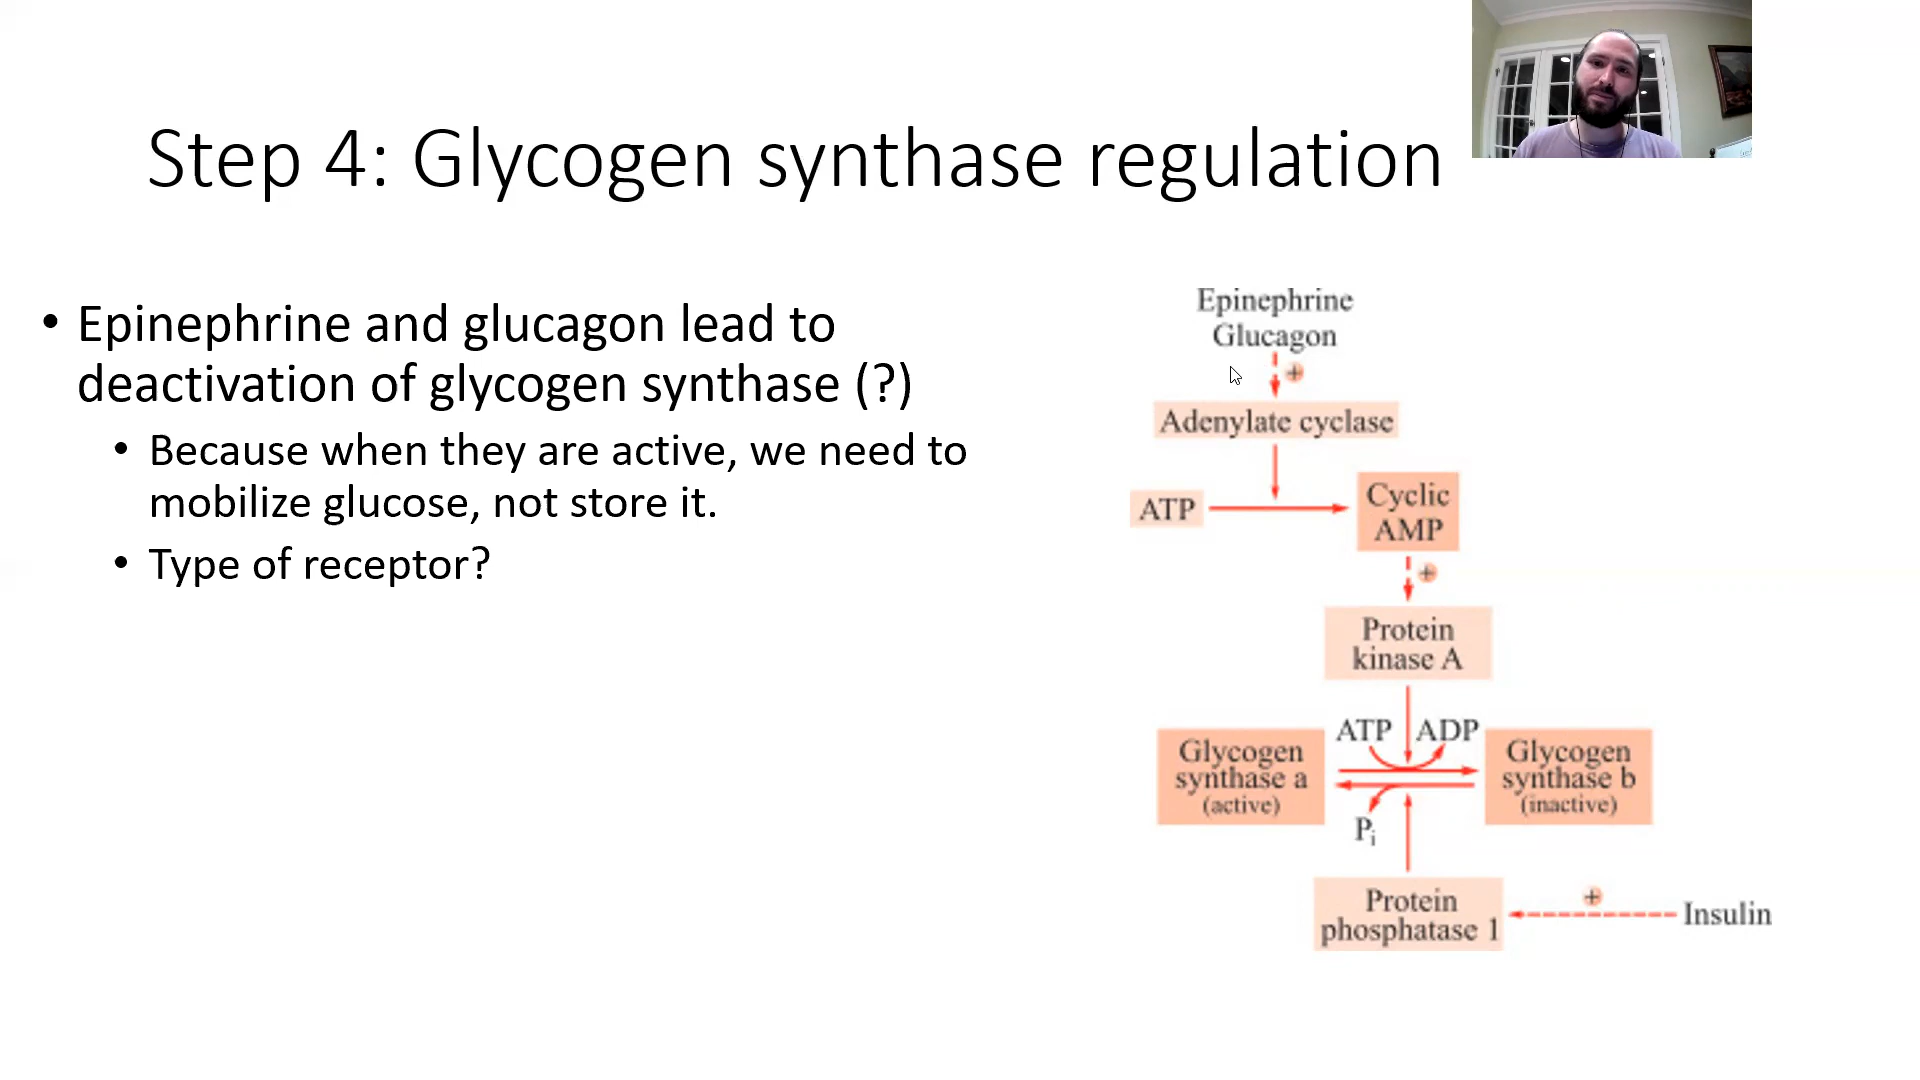 Step 4: Glycogen synthase regulation
• Epinephrine and glucagon lead to
deactivation of glycogen synthase (?)
• Because when they are active, we need to
mobilize glucose, not store it.
• Type of receptor?
Epinephrine
Glucagon
+
Adenylate cyclase
ATP
Cyclic
AMP
+
Protein
kinase A
ATP ADP
Glycogen
synthase a
(active)
Glycogen
synthase b
(inactive)
Pi
Protein
phosphatase 1
+
Insulin